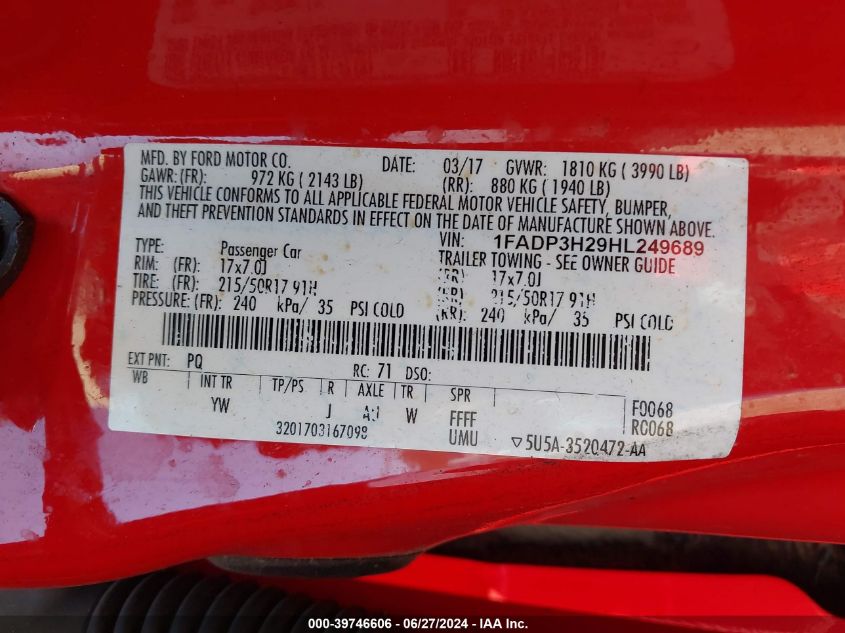 MFD. BY FORD MOTOR CO. DATE: 03/17 GVWR: 1810 KG ( 3990 LB)
GAWR: (FR): 972 KG ( 2143 LB) (RR): 880 KG ( 1940 LB)
THIS VEHICLE CONFORMS TO ALL APPLICABLE FEDERAL MOTOR VEHICLE SAFETY, BUMPER,
AND THEFT PREVENTION STANDARDS IN EFFECT ON THE DATE OF MANUFACTURE SHOWN ABOVE.
VIN: 1FADP3H29HL249689
TYPE: Passenger Car TRAILER TOWING - SEE OWNER GUIDE
RIM: (FR): 17x7.0J (RR): 17x7.0J
TIRE: (FR): 215/50R17 91H (RR): 215/50R17 91H
PRESSURE: (FR): 240 kPa/ 35 PSI COLD (RR): 240 kPa/ 35 PSI COLD
EXT PNT: PQ RC: 71 DSO:
WB INT TR TP/PS R AXLE TR SPR F0068
YW J W FFFF RC068
3201703167098 UMU ▽5U5A-3520472-AA
000-39746606 - 06/27/2024 - IAA Inc.